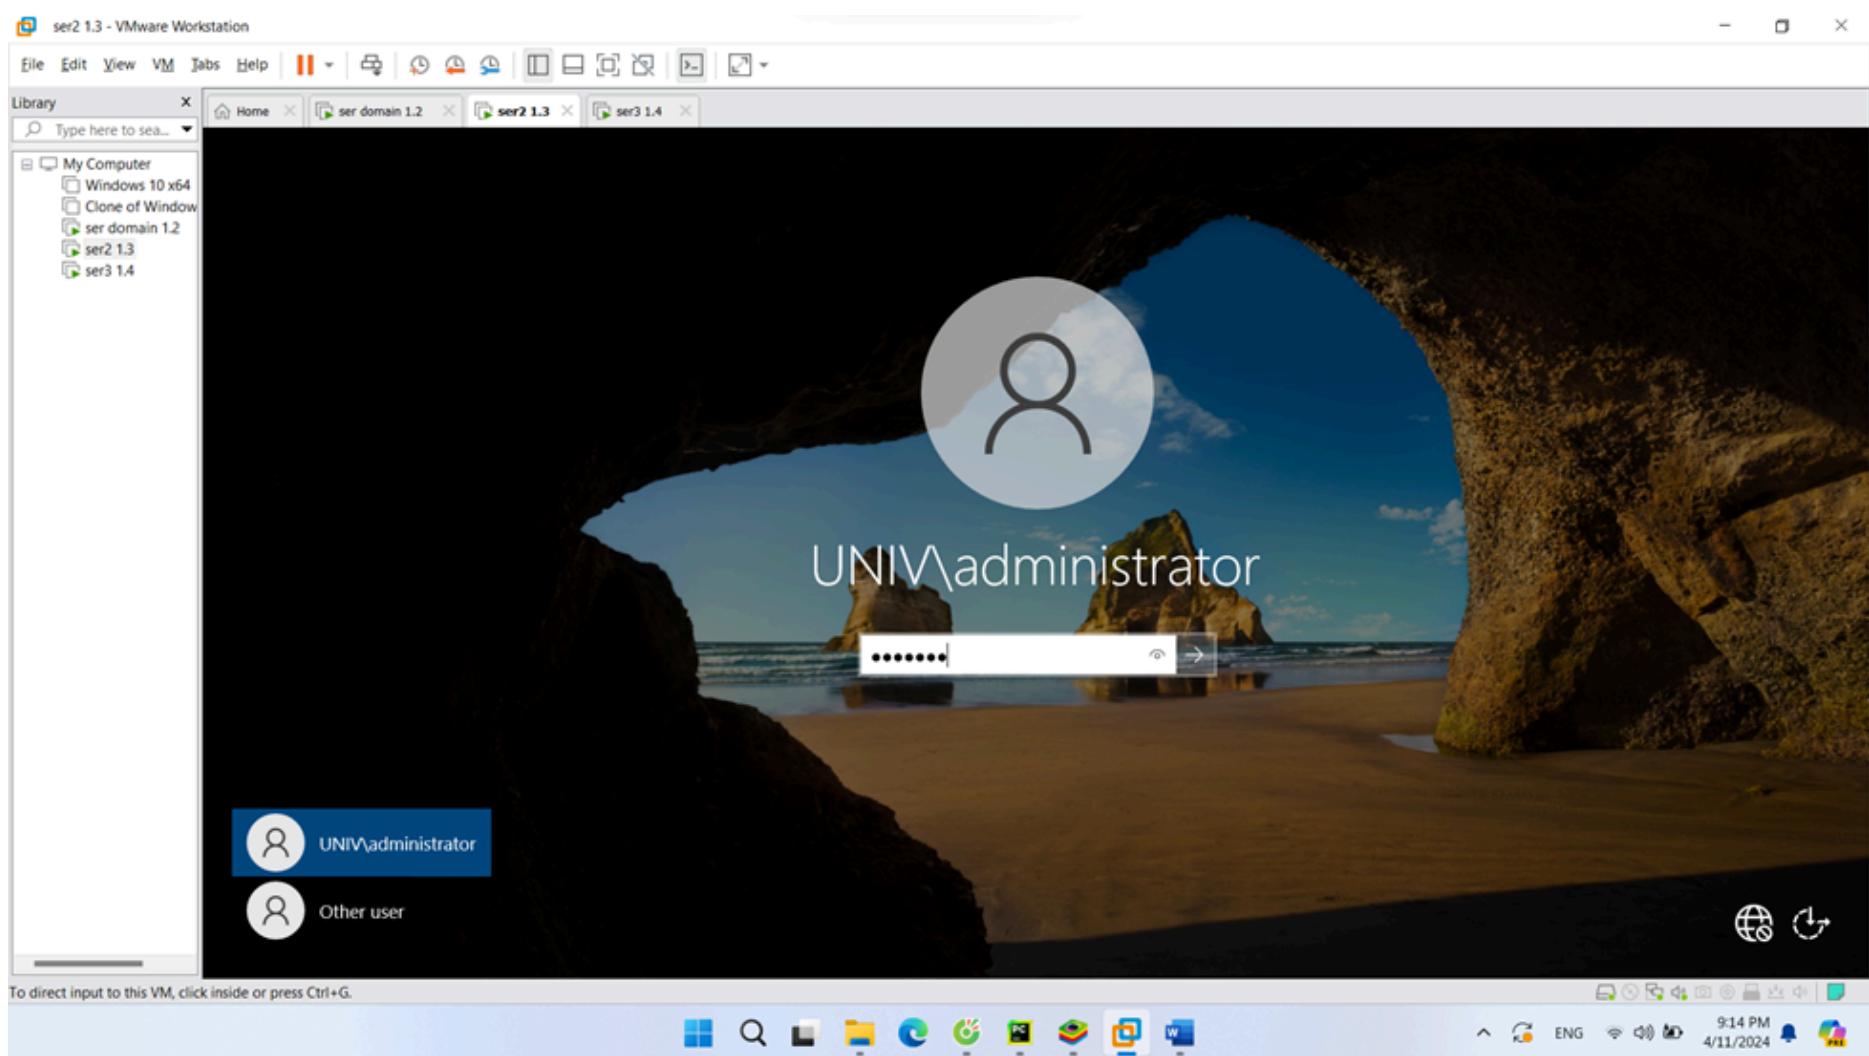 ser2 1.3 - VMware Workstation
File Edit View VM Tabs Help
Library
Home
ser domain 1.2
ser2 1.3
ser3 1.4
Type here to sea...
My Computer
Windows 10 x64
Clone of Window
ser domain 1.2
ser2 1.3
ser3 1.4
UNIV\administrator
UNIV\administrator
Other user
To direct input to this VM, click inside or press Ctrl+G.
ENG
9:14 PM
4/11/2024
PRE